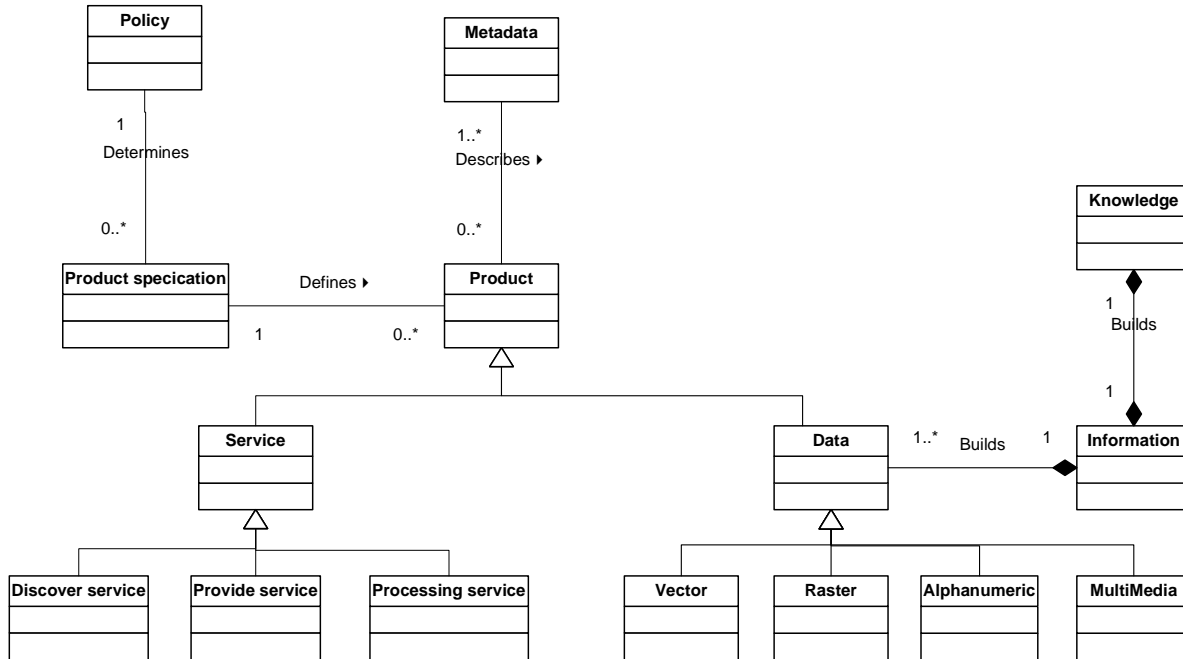 Policy
Metadata
1
Determines
1..*
Describes
0..*
0..*
Knowledge
Product specication
Defines
Product
1
0..*
1
Builds
1
Service
Data
1..*
Builds
1
Information
Discover service
Provide service
Processing service
Vector
Raster
Alphanumeric
MultiMedia